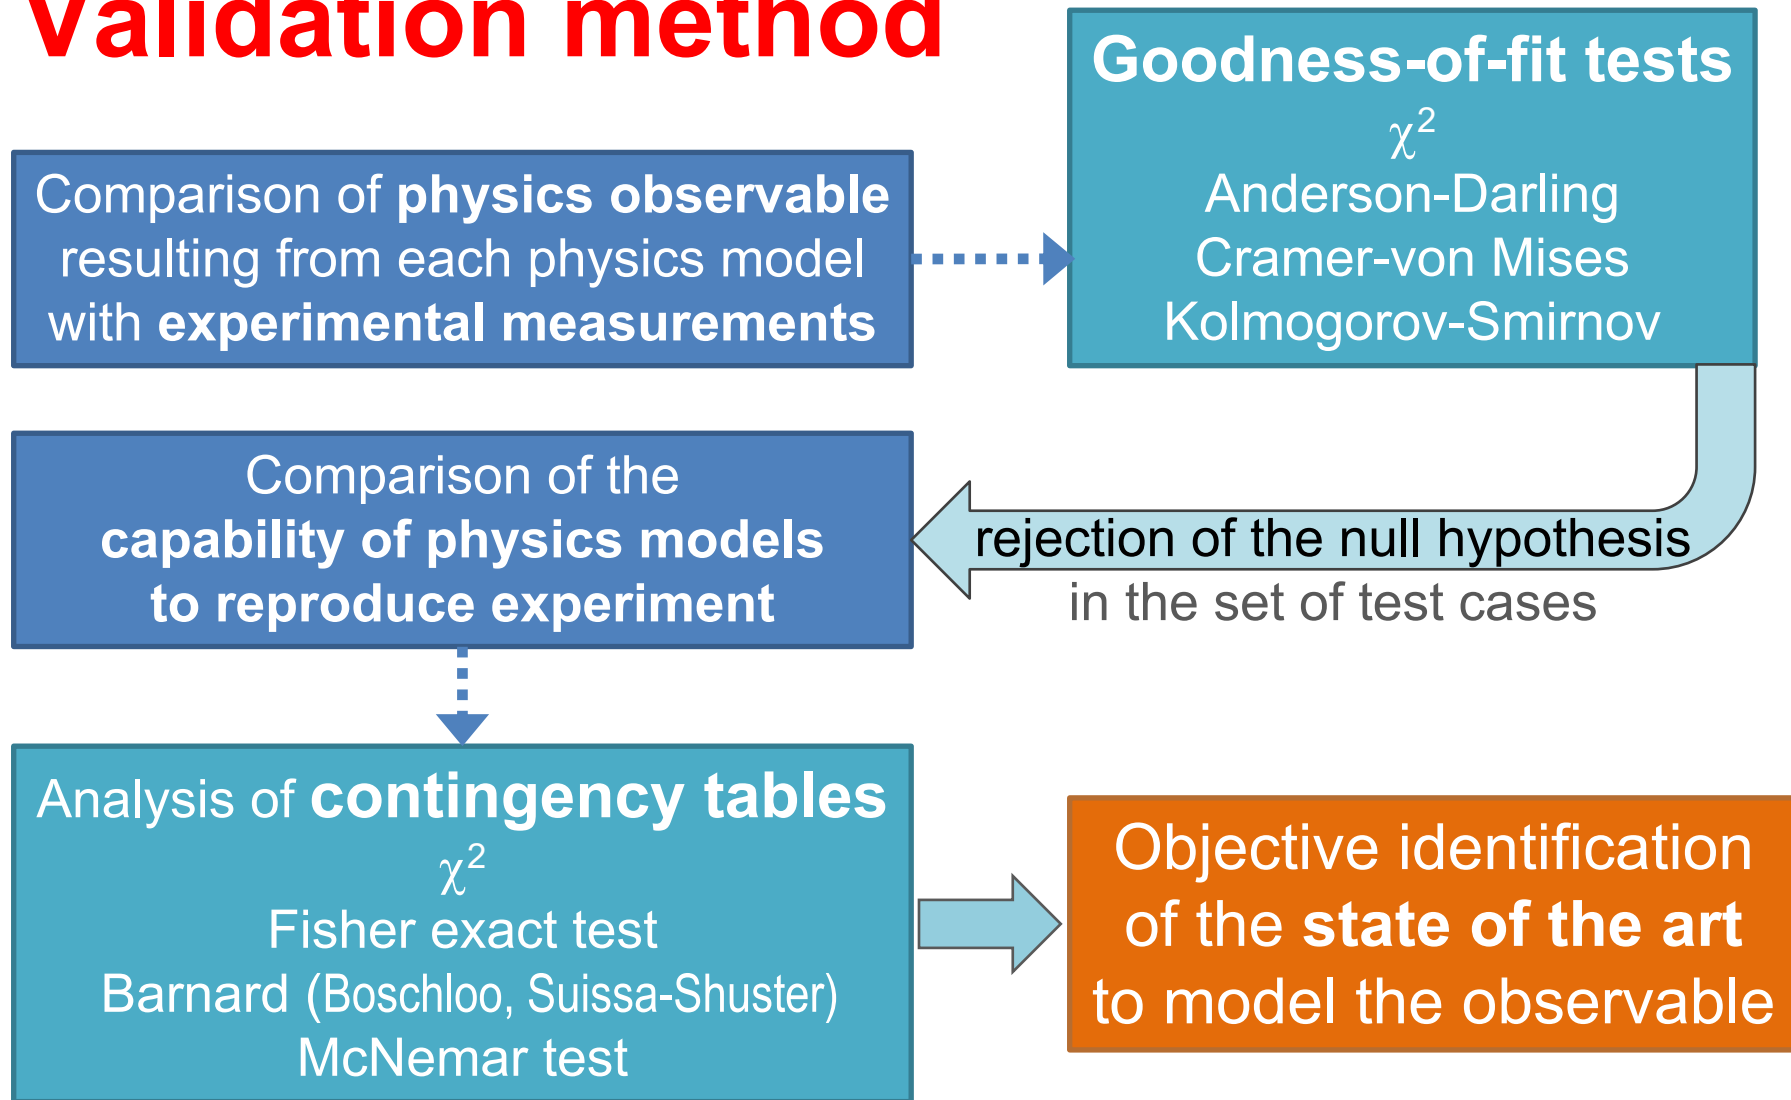 Validation method
Comparison of physics observable
resulting from each physics model
with experimental measurements
Goodness-of-fit tests
χ²
Anderson-Darling
Cramer-von Mises
Kolmogorov-Smirnov
rejection of the null hypothesis
in the set of test cases
Comparison of the
capability of physics models
to reproduce experiment
Analysis of contingency tables
χ²
Fisher exact test
Barnard (Boschloo, Suissa-Shuster)
McNemar test
Objective identification
of the state of the art
to model the observable